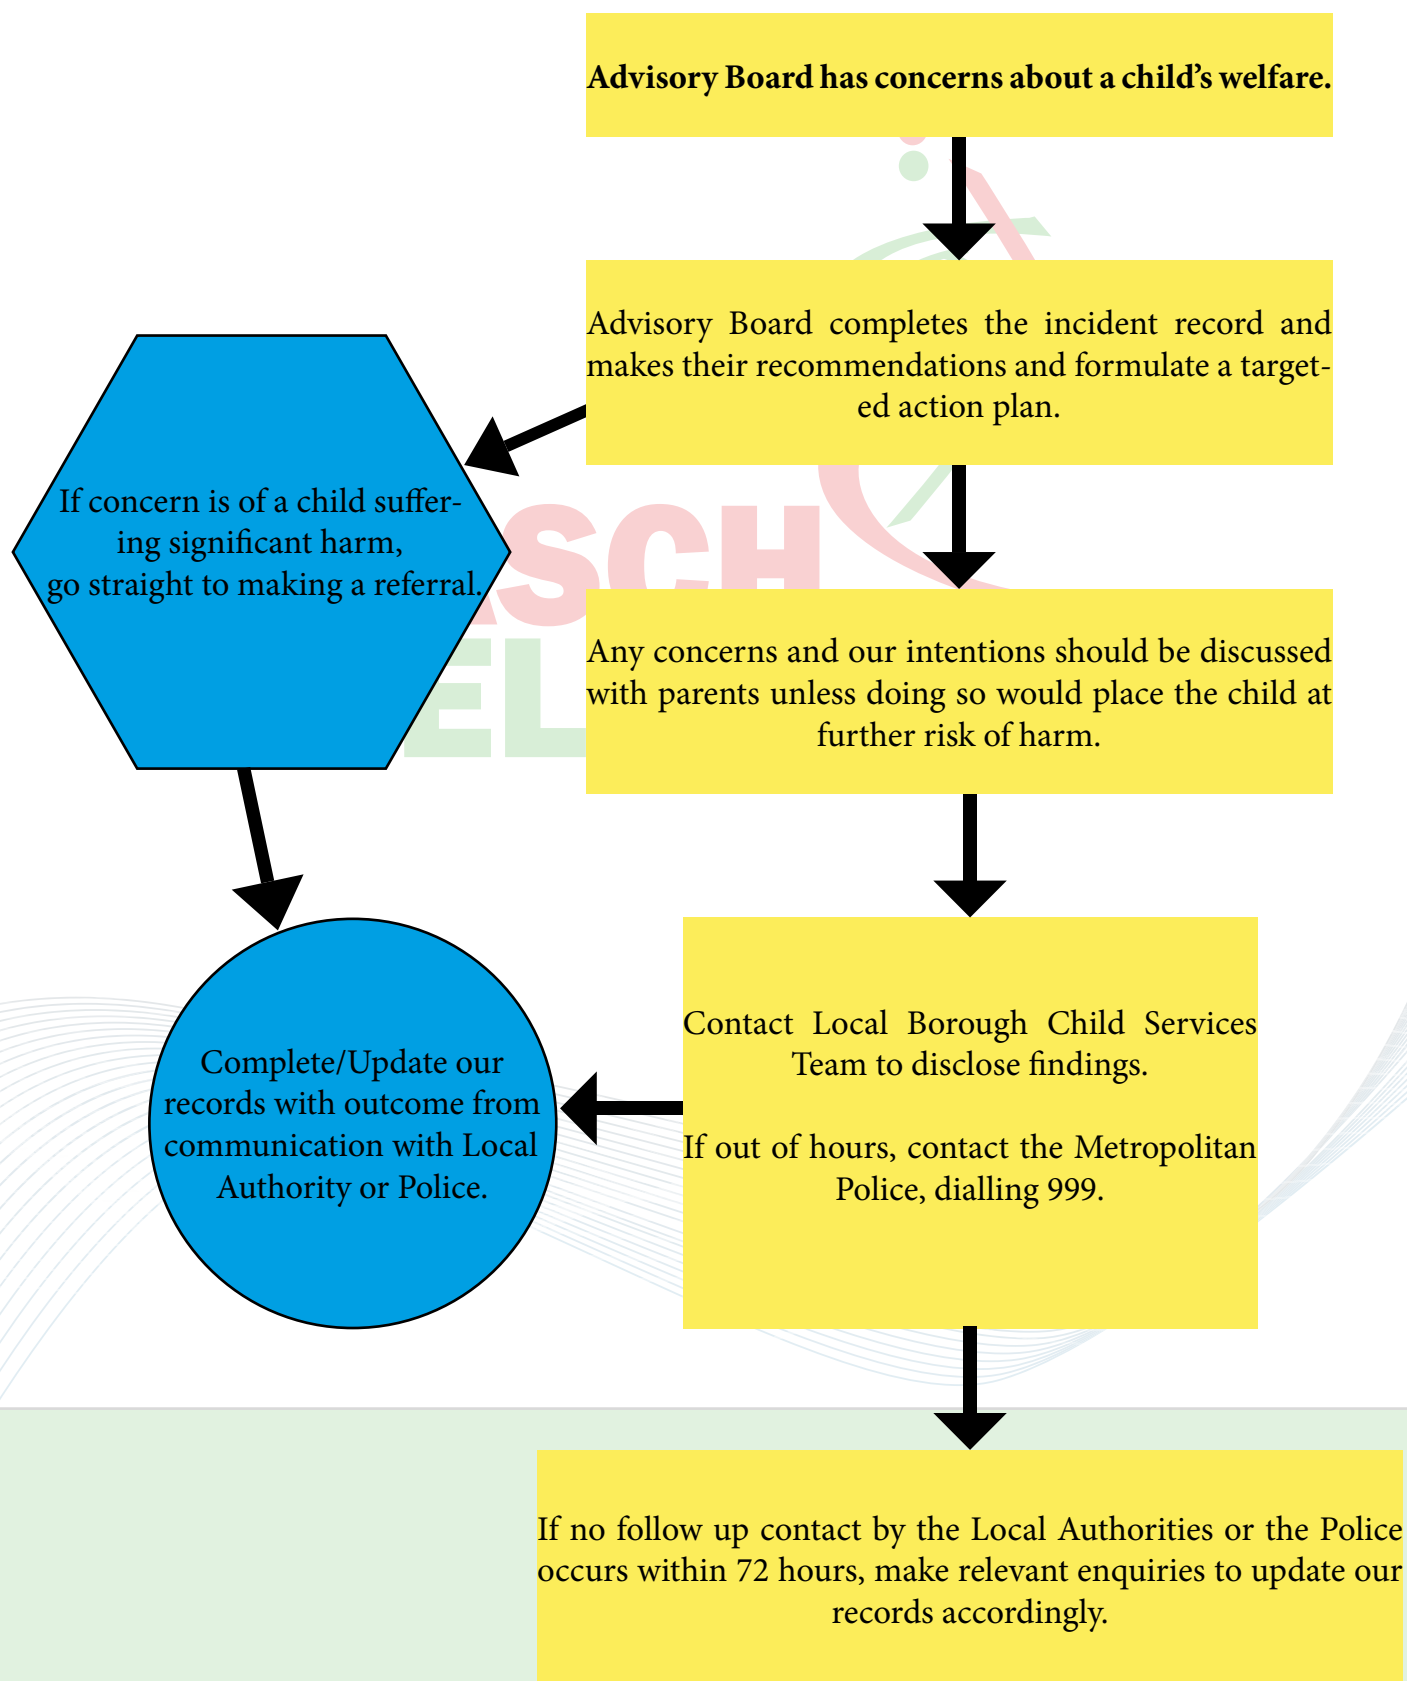 Advisory Board has concerns about a child's welfare.
Advisory Board completes the incident record and
makes their recommendations and formulate a target-
ed action plan.
If concern is of a child suffer-
ing significant harm,
go straight to making a referral.
SCH
EL
Any concerns and our intentions should be discussed
with parents unless doing so would place the child at
further risk of harm.
Contact Local Borough Child Services
Team to disclose findings.
If out of hours, contact the Metropolitan
Police, dialling 999.
Complete/Update our
records with outcome from
communication with Local
Authority or Police.
If no follow up contact by the Local Authorities or the Police
occurs within 72 hours, make relevant enquiries to update our
records accordingly.